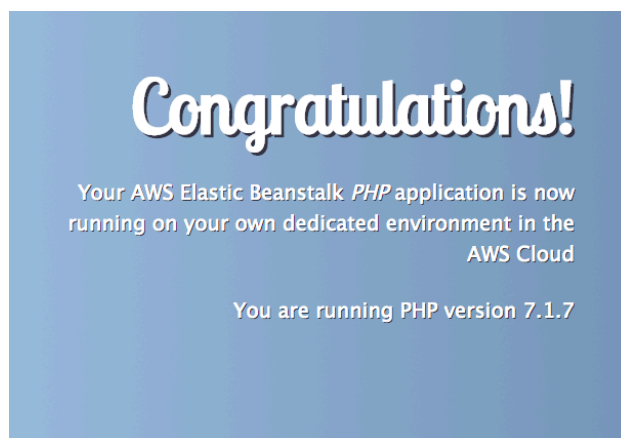 Congratulations!
Your AWS Elastic Beanstalk PHP application is now
running on your own dedicated environment in the
AWS Cloud
You are running PHP version 7.1.7